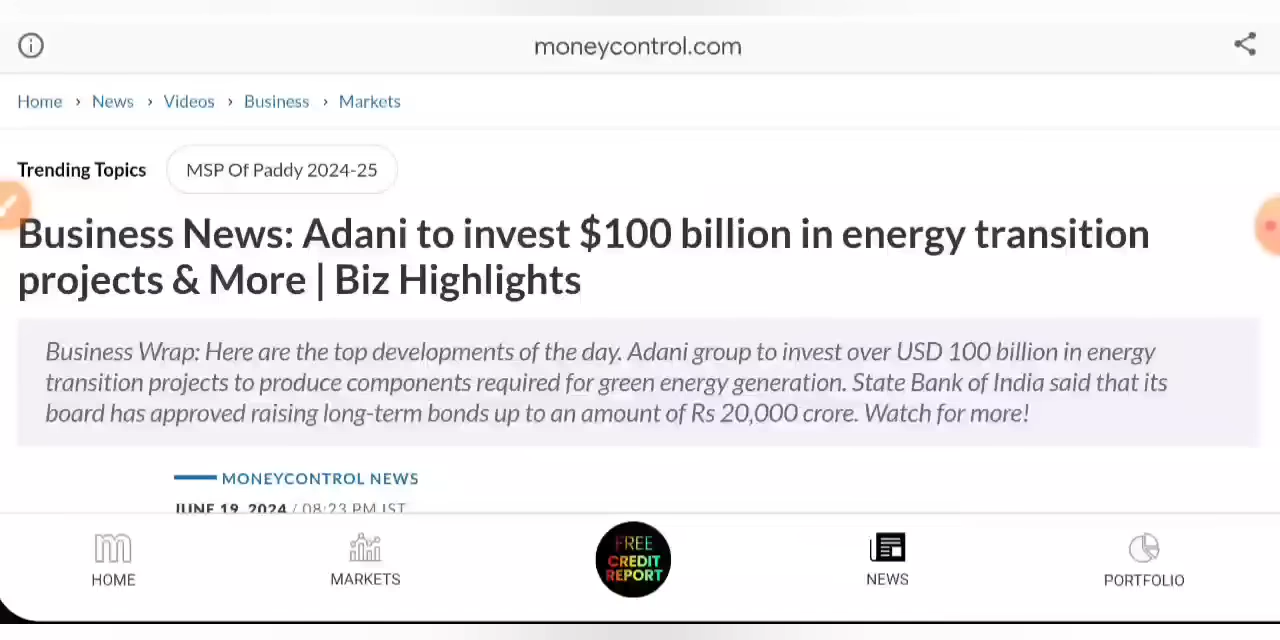 moneycontrol.com
Home › News › Videos › Business › Markets
Trending Topics MSP Of Paddy 2024-25
Business News: Adani to invest $100 billion in energy transition
projects & More | Biz Highlights
Business Wrap: Here are the top developments of the day. Adani group to invest over USD 100 billion in energy
transition projects to produce components required for green energy generation. State Bank of India said that its
board has approved raising long-term bonds up to an amount of Rs 20,000 crore. Watch for more!
MONEYCONTROL NEWS
JUNE 19, 2024 / 08:23 PM IST
FREE
CREDIT
REPORT
HOME MARKETS NEWS PORTFOLIO